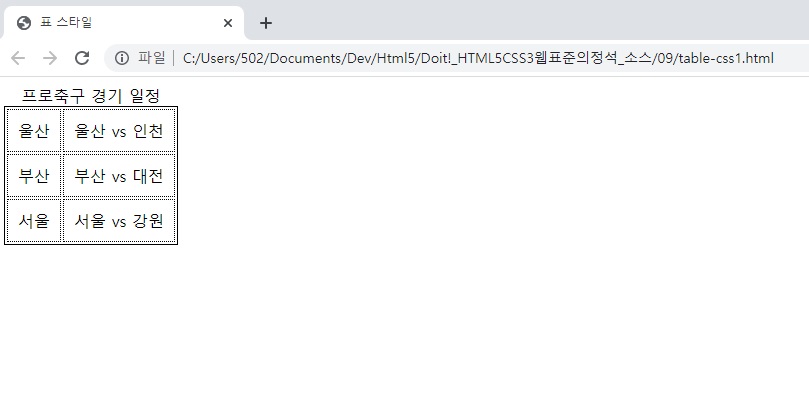 표 스타일
파일 C:/Users/502/Documents/Dev/Html5/Doit!_HTML5CSS3웹표준의정석_소스/09/table-css1.html
프로축구 경기 일정
울산 울산 vs 인천
부산 부산 vs 대전
서울 서울 vs 강원